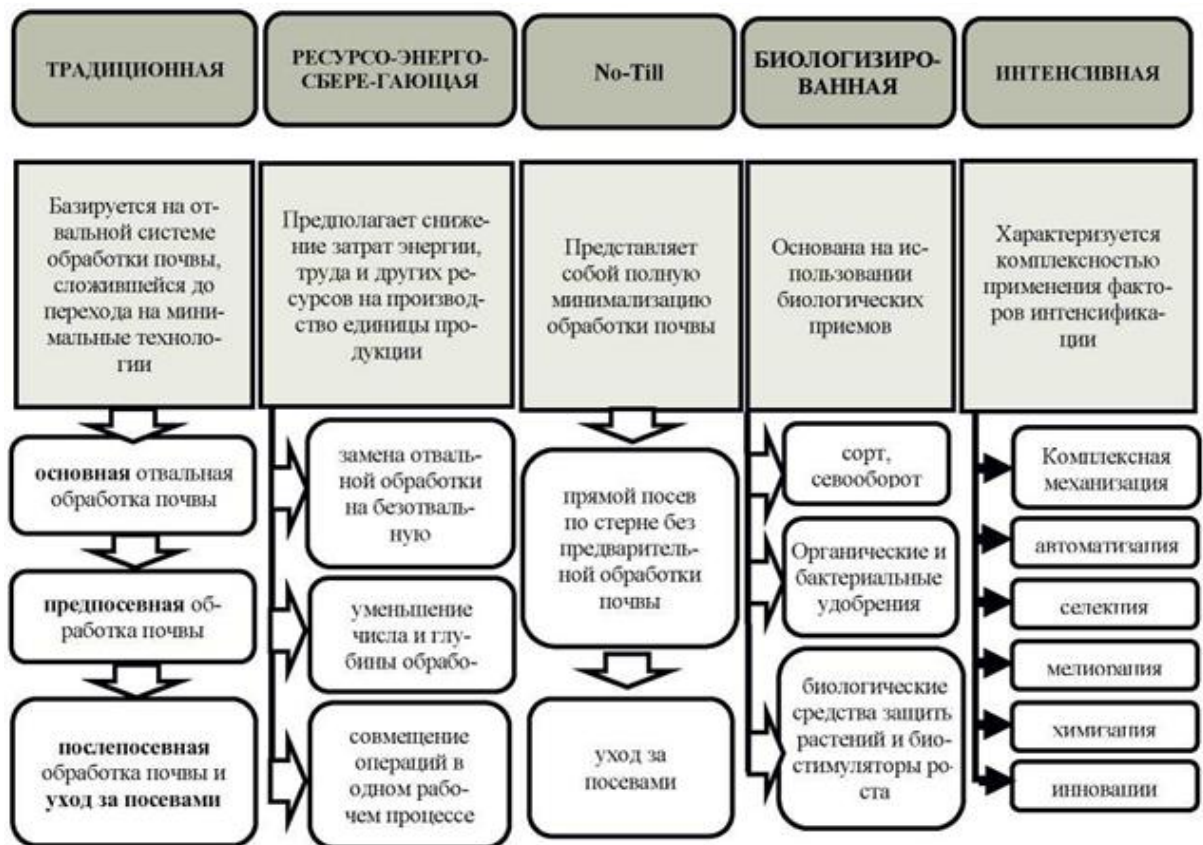 ТРАДИЦИОННАЯ
РЕСУРСО-ЭНЕРГО-
СБЕРЕ-ГАЮЩАЯ
No-Till
БИОЛОГИЗИРО-
ВАННАЯ
ИНТЕНСИВНАЯ
Базируется на от-
вальной системе
обработки почвы,
сложившейся до
перехода на мини-
мальные техноло-
гии
Предполагает сниже-
ние затрат энергии,
труда и других ре-
сурсов на производ-
ство единицы про-
дукции
Представляет
собой полную
минимализацию
обработки почвы
Основана на ис-
пользовании
биологических
приемов
Характеризуется
комплексностью
применения факто-
ров интенсифика-
ции
основная отвальная
обработка почвы
предпосевная об-
работка почвы
послепосевная
обработка почвы и
уход за посевами
замена отваль-
ной обработки
на безотваль-
ную
уменьшение
числа и глу-
бины обрабо-
совмещение
операций в
одном рабо-
чем процессе
прямой посев
по стерне без
предваритель-
ной обработки
почвы
уход за
посевами
сорт,
севооборот
Органические и
бактериальные
удобрения
биологические
средства защить
растений и био-
стимуляторы ро-
ста
Комплексная
механизация
автоматизация
селекция
мелиорация
химизация
инновации